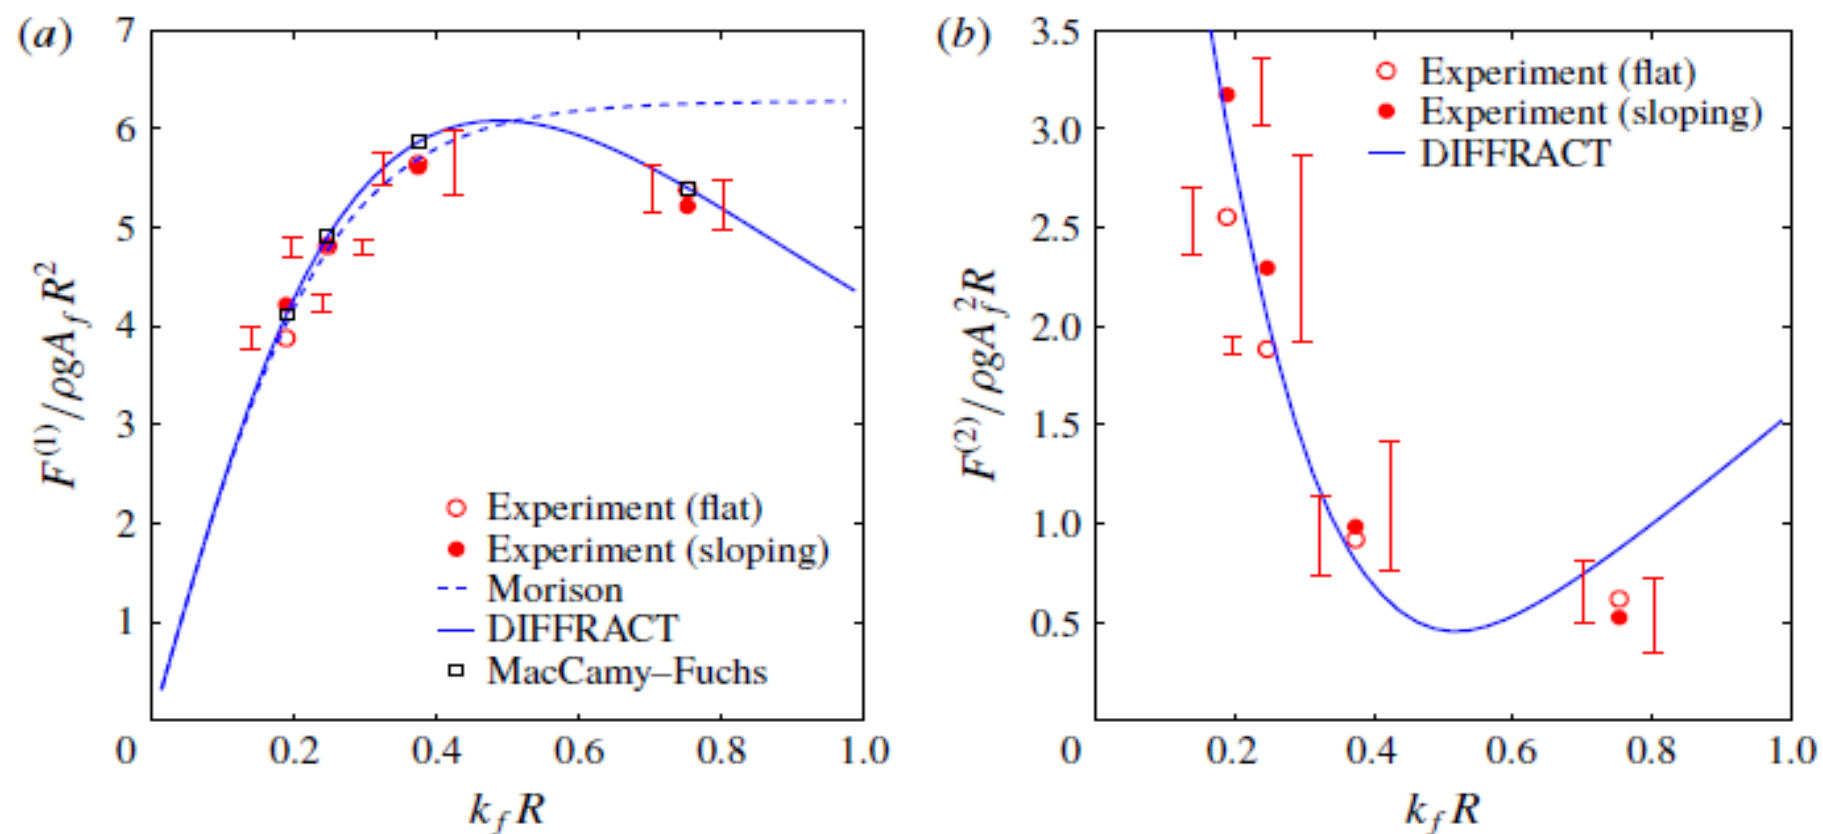 (a)
7
6
5
4
3
2
1
0
0.2
0.4
0.6
0.8
1.0
F(1)/ρgA_f R²
k_f R
Experiment (flat)
Experiment (sloping)
Morison
DIFFRACT
MacCamy–Fuchs
(b)
3.5
3.0
2.5
2.0
1.5
1.0
0.5
0
0.2
0.4
0.6
0.8
1.0
F(2)/ρgA_f²R
k_f R
Experiment (flat)
Experiment (sloping)
DIFFRACT